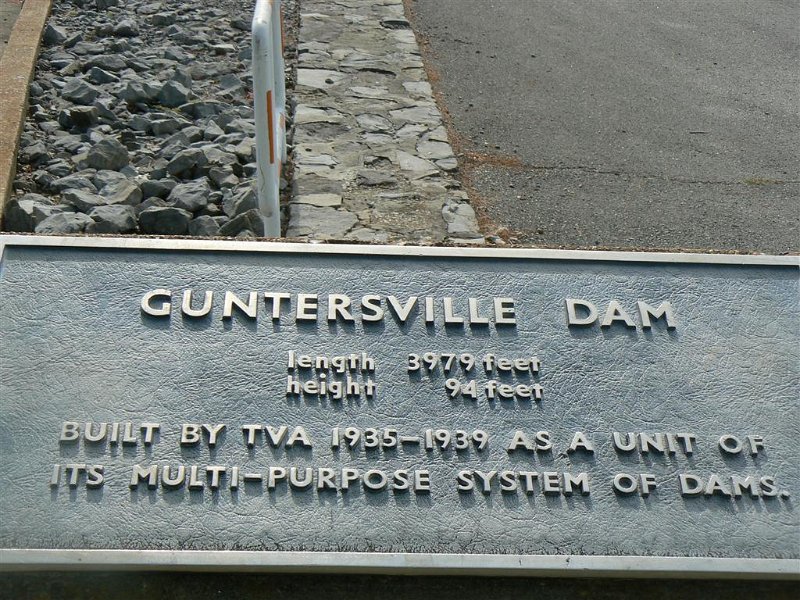 GUNTERSVILLE DAM
length 3979 feet
height 94 feet
BUILT BY TVA 1935-1939 AS A UNIT OF
ITS MULTI-PURPOSE SYSTEM OF DAMS.